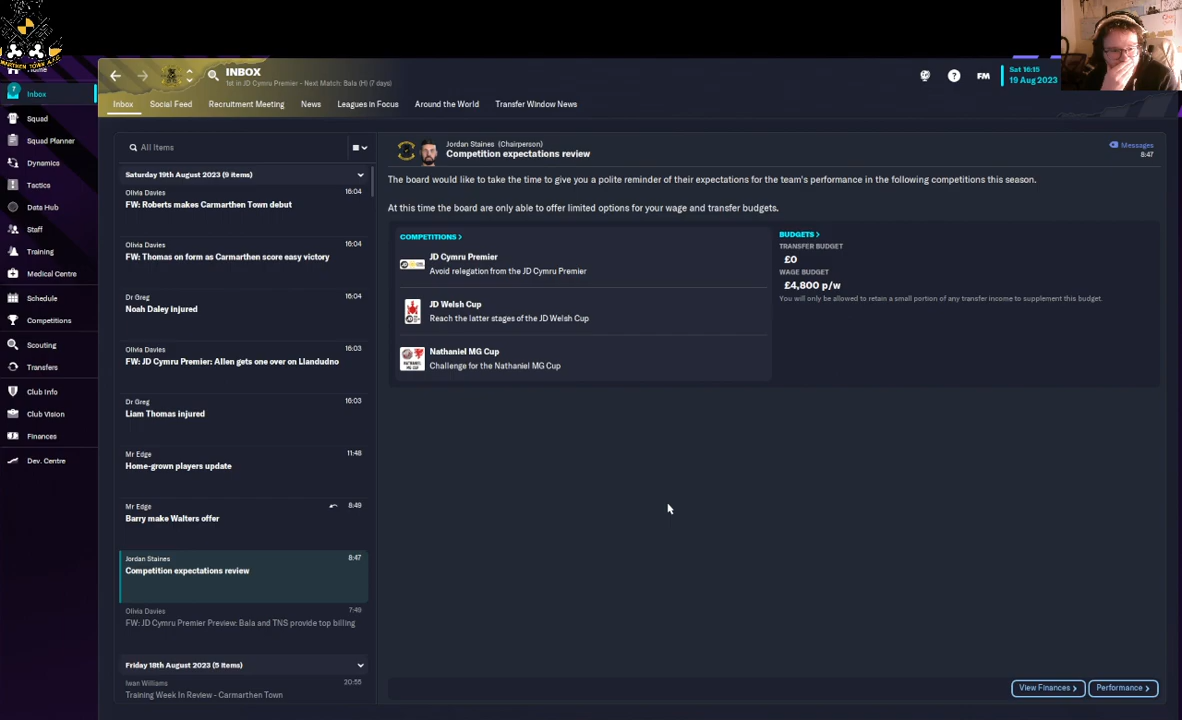 MARTHEN TOWN A.F.C
Home
INBOX
1st in JD Cymru Premier - Next Match: Bala (H) (7 days)
FM
Sat 16:15
19 Aug 2023
7
Inbox
Inbox
Social Feed
Recruitment Meeting
News
Leagues in Focus
Around the World
Transfer Window News
Squad
Squad Planner
Dynamics
Tactics
Data Hub
Staff
Training
Medical Centre
Schedule
Competitions
Scouting
Transfers
Club Info
Club Vision
Finances
Dev. Centre
All Items
Saturday 19th August 2023 (9 items)
Olivia Davies 16:04
FW: Roberts makes Carmarthen Town debut
Olivia Davies 16:04
FW: Thomas on form as Carmarthen score easy victory
Dr Greg 16:04
Noah Daley injured
Olivia Davies 16:03
FW: JD Cymru Premier: Allen gets one over on Llandudno
Dr Greg 16:03
Liam Thomas injured
Mr Edge 11:48
Home-grown players update
Mr Edge 8:49
Barry make Walters offer
Jordan Staines 8:47
Competition expectations review
Olivia Davies 7:49
FW: JD Cymru Premier Preview: Bala and TNS provide top billing
Friday 18th August 2023 (5 items)
Iwan Williams 20:55
Training Week In Review - Carmarthen Town
Jordan Staines (Chairperson)
Competition expectations review
Messages
8:47
The board would like to take the time to give you a polite reminder of their expectations for the team's performance in the following competitions this season.
At this time the board are only able to offer limited options for your wage and transfer budgets.
COMPETITIONS >
JD Cymru Premier
Avoid relegation from the JD Cymru Premier
JD Welsh Cup
Reach the latter stages of the JD Welsh Cup
Nathaniel MG Cup
Challenge for the Nathaniel MG Cup
BUDGETS >
TRANSFER BUDGET
£0
WAGE BUDGET
£4,800 p/w
You will only be allowed to retain a small portion of any transfer income to supplement this budget.
View Finances >
Performance >